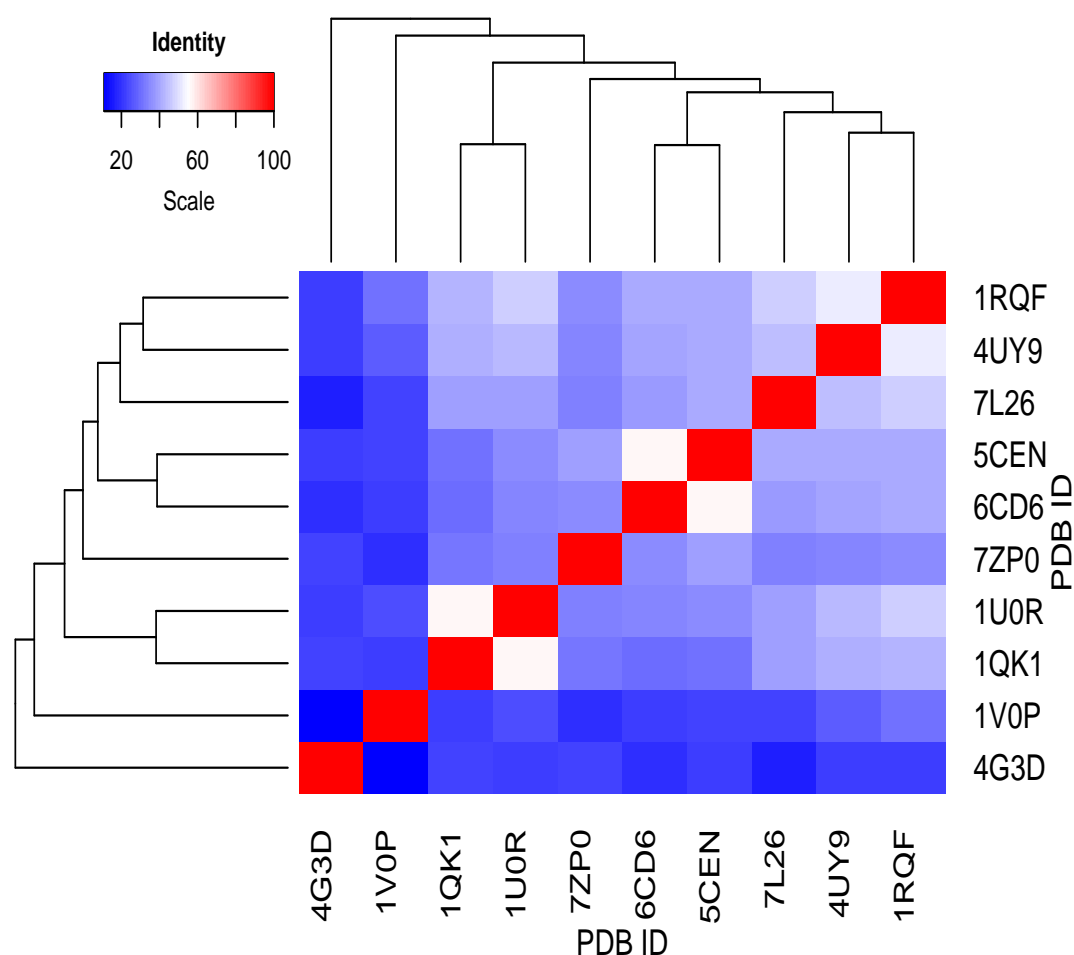 Identity
20 60 100
Scale
1RQF
4UY9
7L26
5CEN
6CD6
7ZP0
1U0R
1QK1
1V0P
4G3D
PDB ID
4G3D 1V0P 1QK1 1U0R 7ZP0 6CD6 5CEN 7L26 4UY9 1RQF
PDB ID